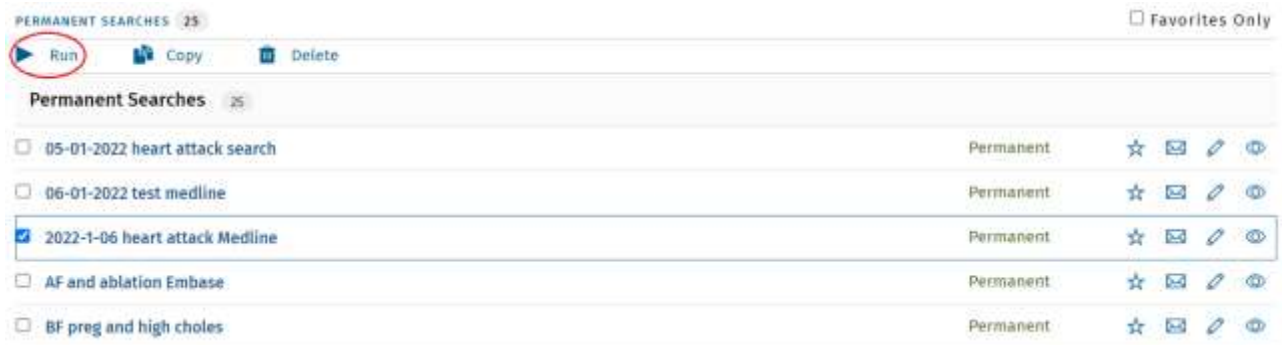 PERMANENT SEARCHES 25 Favorites Only
Run Copy Delete
Permanent Searches 25
05-01-2022 heart attack search Permanent
06-01-2022 test medline Permanent
2022-1-06 heart attack Medline Permanent
AF and ablation Embase Permanent
BF preg and high choles Permanent